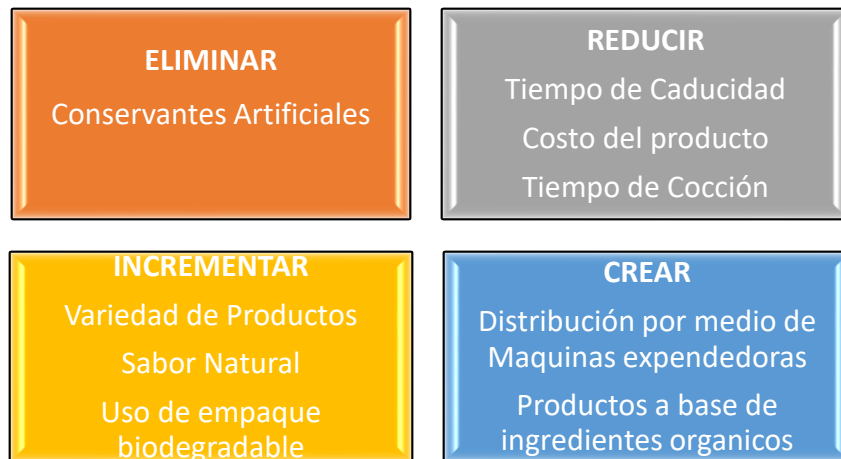 ELIMINAR
Conservantes Artificiales
REDUCIR
Tiempo de Caducidad
Costo del producto
Tiempo de Cocción
INCREMENTAR
Variedad de Productos
Sabor Natural
Uso de empaque
biodegradable
CREAR
Distribución por medio de
Maquinas expendedoras
Productos a base de
ingredientes organicos